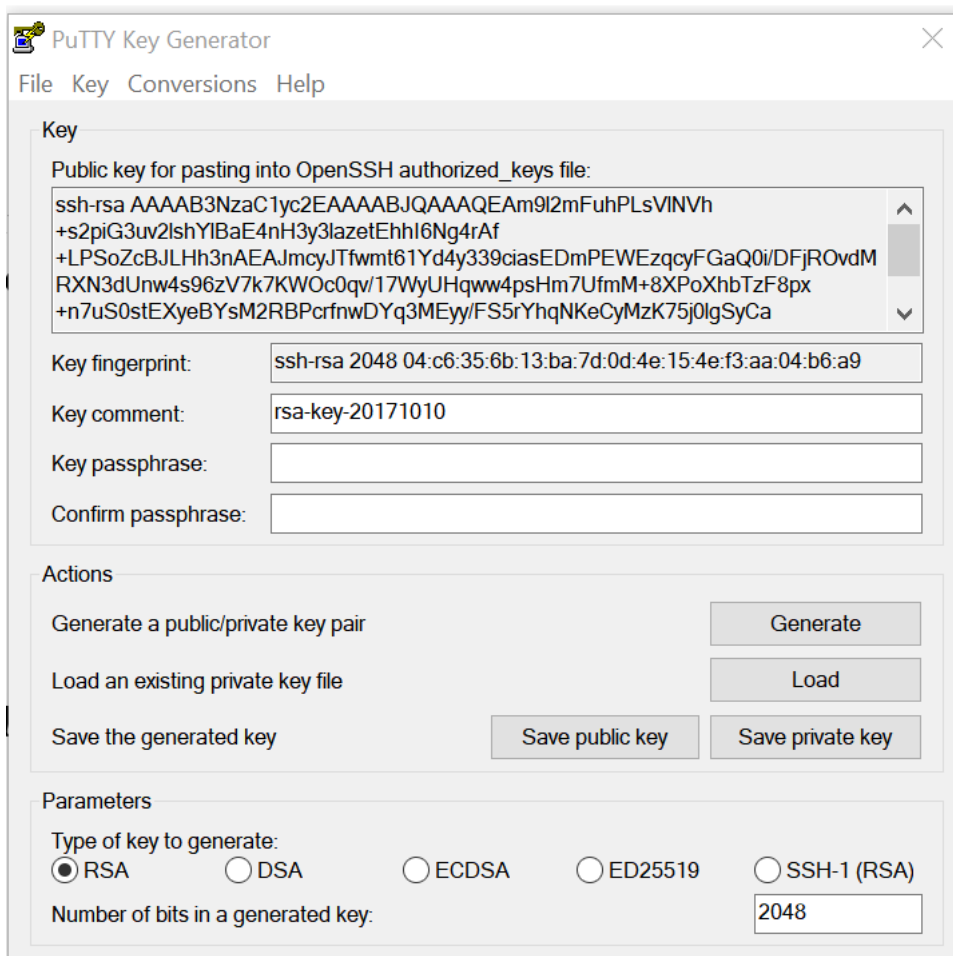 PuTTY Key Generator
File Key Conversions Help
Key
Public key for pasting into OpenSSH authorized_keys file:
ssh-rsa AAAAB3NzaC1yc2EAAAABJQAAAQEAm9l2mFuhPLsVlNVh
+s2piG3uv2lshYlBaE4nH3y3lazetEhhI6Ng4rAf
+LPSoZcBJLHh3nAEAJmcyJTfwmt61Yd4y339ciasEDmPEWEzqcyFGaQ0i/DFjROvdM
RXN3dUnw4s96zV7k7KWOc0qv/17WyUHqww4psHm7UfmM+8XPoXhbTzF8px
+n7uS0stEXyeBYsM2RBPcrfnwDYq3MEyy/FS5rYhqNKeCyMzK75j0lgSyCa
Key fingerprint: ssh-rsa 2048 04:c6:35:6b:13:ba:7d:0d:4e:15:4e:f3:aa:04:b6:a9
Key comment: rsa-key-20171010
Key passphrase:
Confirm passphrase:
Actions
Generate a public/private key pair Generate
Load an existing private key file Load
Save the generated key Save public key Save private key
Parameters
Type of key to generate:
RSA DSA ECDSA ED25519 SSH-1 (RSA)
Number of bits in a generated key: 2048